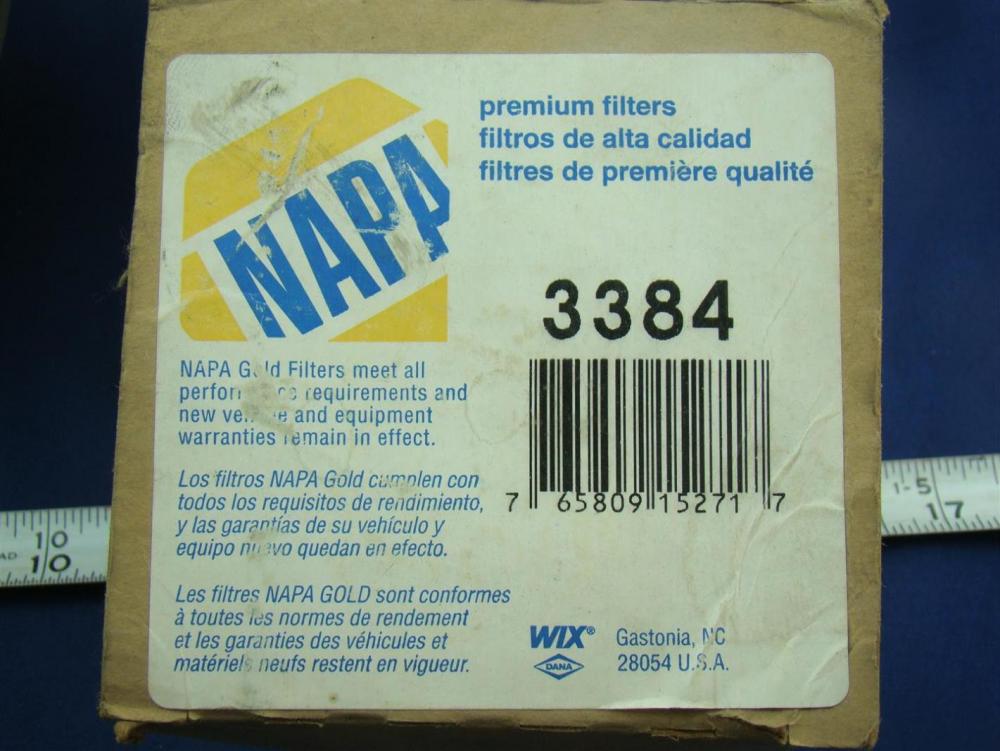 NAPA
premium filters
filtros de alta calidad
filtres de première qualité
3384
NAPA Filters meet all
requirements and
new and equipment
warranties remain in effect.
Los filtros NAPA Gold cumplen con
todos los requisitos de rendimiento,
y las garantías de su vehículo y
equipo nuevo quedan en efecto.
7 65809 15271 7
Les filtres NAPA GOLD sont conformes
à toutes les normes de rendement
et les garanties des véhicules et
matériels neufs restent en vigueur.
WIX®
DANA
Gastonia, NC
28054 U.S.A.
10
10
1-5
17